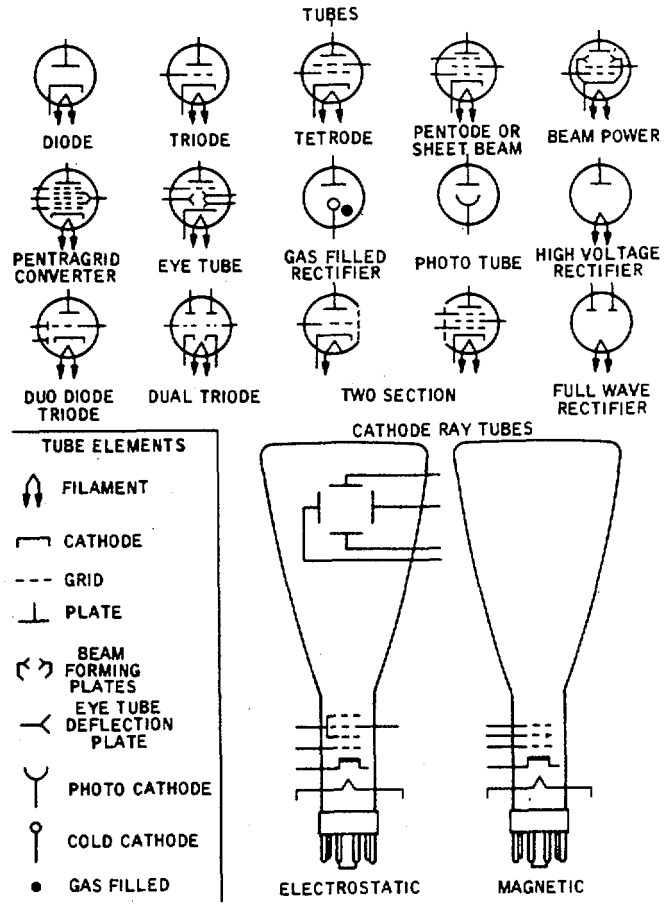 TUBES
DIODE
TRIODE
TETRODE
PENTODE OR
SHEET BEAM
BEAM POWER
PENTRAGRID
CONVERTER
EYE TUBE
GAS FILLED
RECTIFIER
PHOTO TUBE
HIGH VOLTAGE
RECTIFIER
DUO DIODE
TRIODE
DUAL TRIODE
TWO SECTION
FULL WAVE
RECTIFIER
TUBE ELEMENTS
FILAMENT
CATHODE
GRID
PLATE
BEAM
FORMING
PLATES
EYE TUBE
DEFLECTION
PLATE
PHOTO CATHODE
COLD CATHODE
GAS FILLED
CATHODE RAY TUBES
ELECTROSTATIC
MAGNETIC